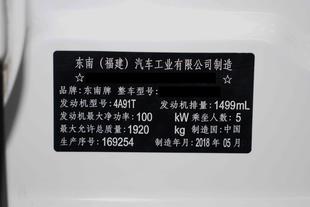 东南（福建）汽车工业有限公司制造
☆ ☆
品牌：东南牌 整车型号：
发动机型号：4A91T 发动机排量：1499mL
发动机最大净功率：100 kW 乘坐人数：5
最大允许总质量：1920 kg 制造国：中国
生产序号：169254 制造年月：2018 年 05 月